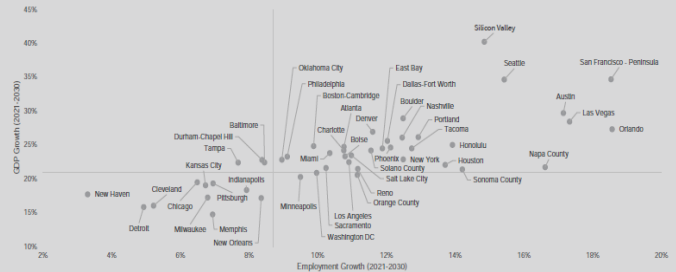 45%
Silicon Valley
40%
Oklahoma City
East Bay
Seattle
San Francisco - Peninsula
35%
Philadelphia
Dallas-Fort Worth
Boston-Cambridge
Boulder
Austin
Atlanta
Nashville
30%
Denver
Portland
Las Vegas
Baltimore
Charlotte
Boise
Tacoma
Orlando
Durham-Chapel Hill
25%
Tampa
Miami
Phoenix
New York
Honolulu
Napa County
Kansas City
Solano County
Houston
Indianapolis
Salt Lake City
Sonoma County
20%
New Haven
Cleveland
Pittsburgh
Reno
Chicago
Minneapolis
Orange County
15%
Detroit
Milwaukee
Memphis
Los Angeles
Sacramento
New Orleans
Washington DC
10%
2%
4%
6%
8%
10%
12%
14%
16%
18%
20%
GDP Growth (2021-2030)
Employment Growth (2021-2030)